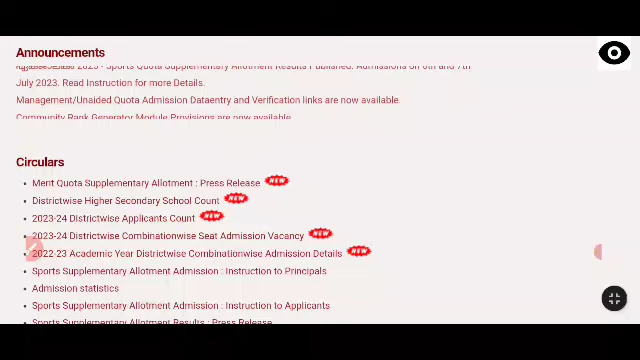 Announcements
2023 - Sports Quota Supplementary Allotment Results Published. Admissions on 6th and 7th
July 2023. Read Instruction for more Details.
Management/Unaided Quota Admission Dataentry and Verification links are now available.
Community Rank Generator Module Provisions are now available
Circulars
Merit Quota Supplementary Allotment : Press Release NEW
Districtwise Higher Secondary School Count NEW
2023-24 Districtwise Applicants Count NEW
2023-24 Districtwise Combinationwise Seat Admission Vacancy NEW
2022-23 Academic Year Districtwise Combinationwise Admission Details NEW
Sports Supplementary Allotment Admission : Instruction to Principals
Admission statistics
Sports Supplementary Allotment Admission : Instruction to Applicants
Sports Supplementary Allotment Results : Press Release